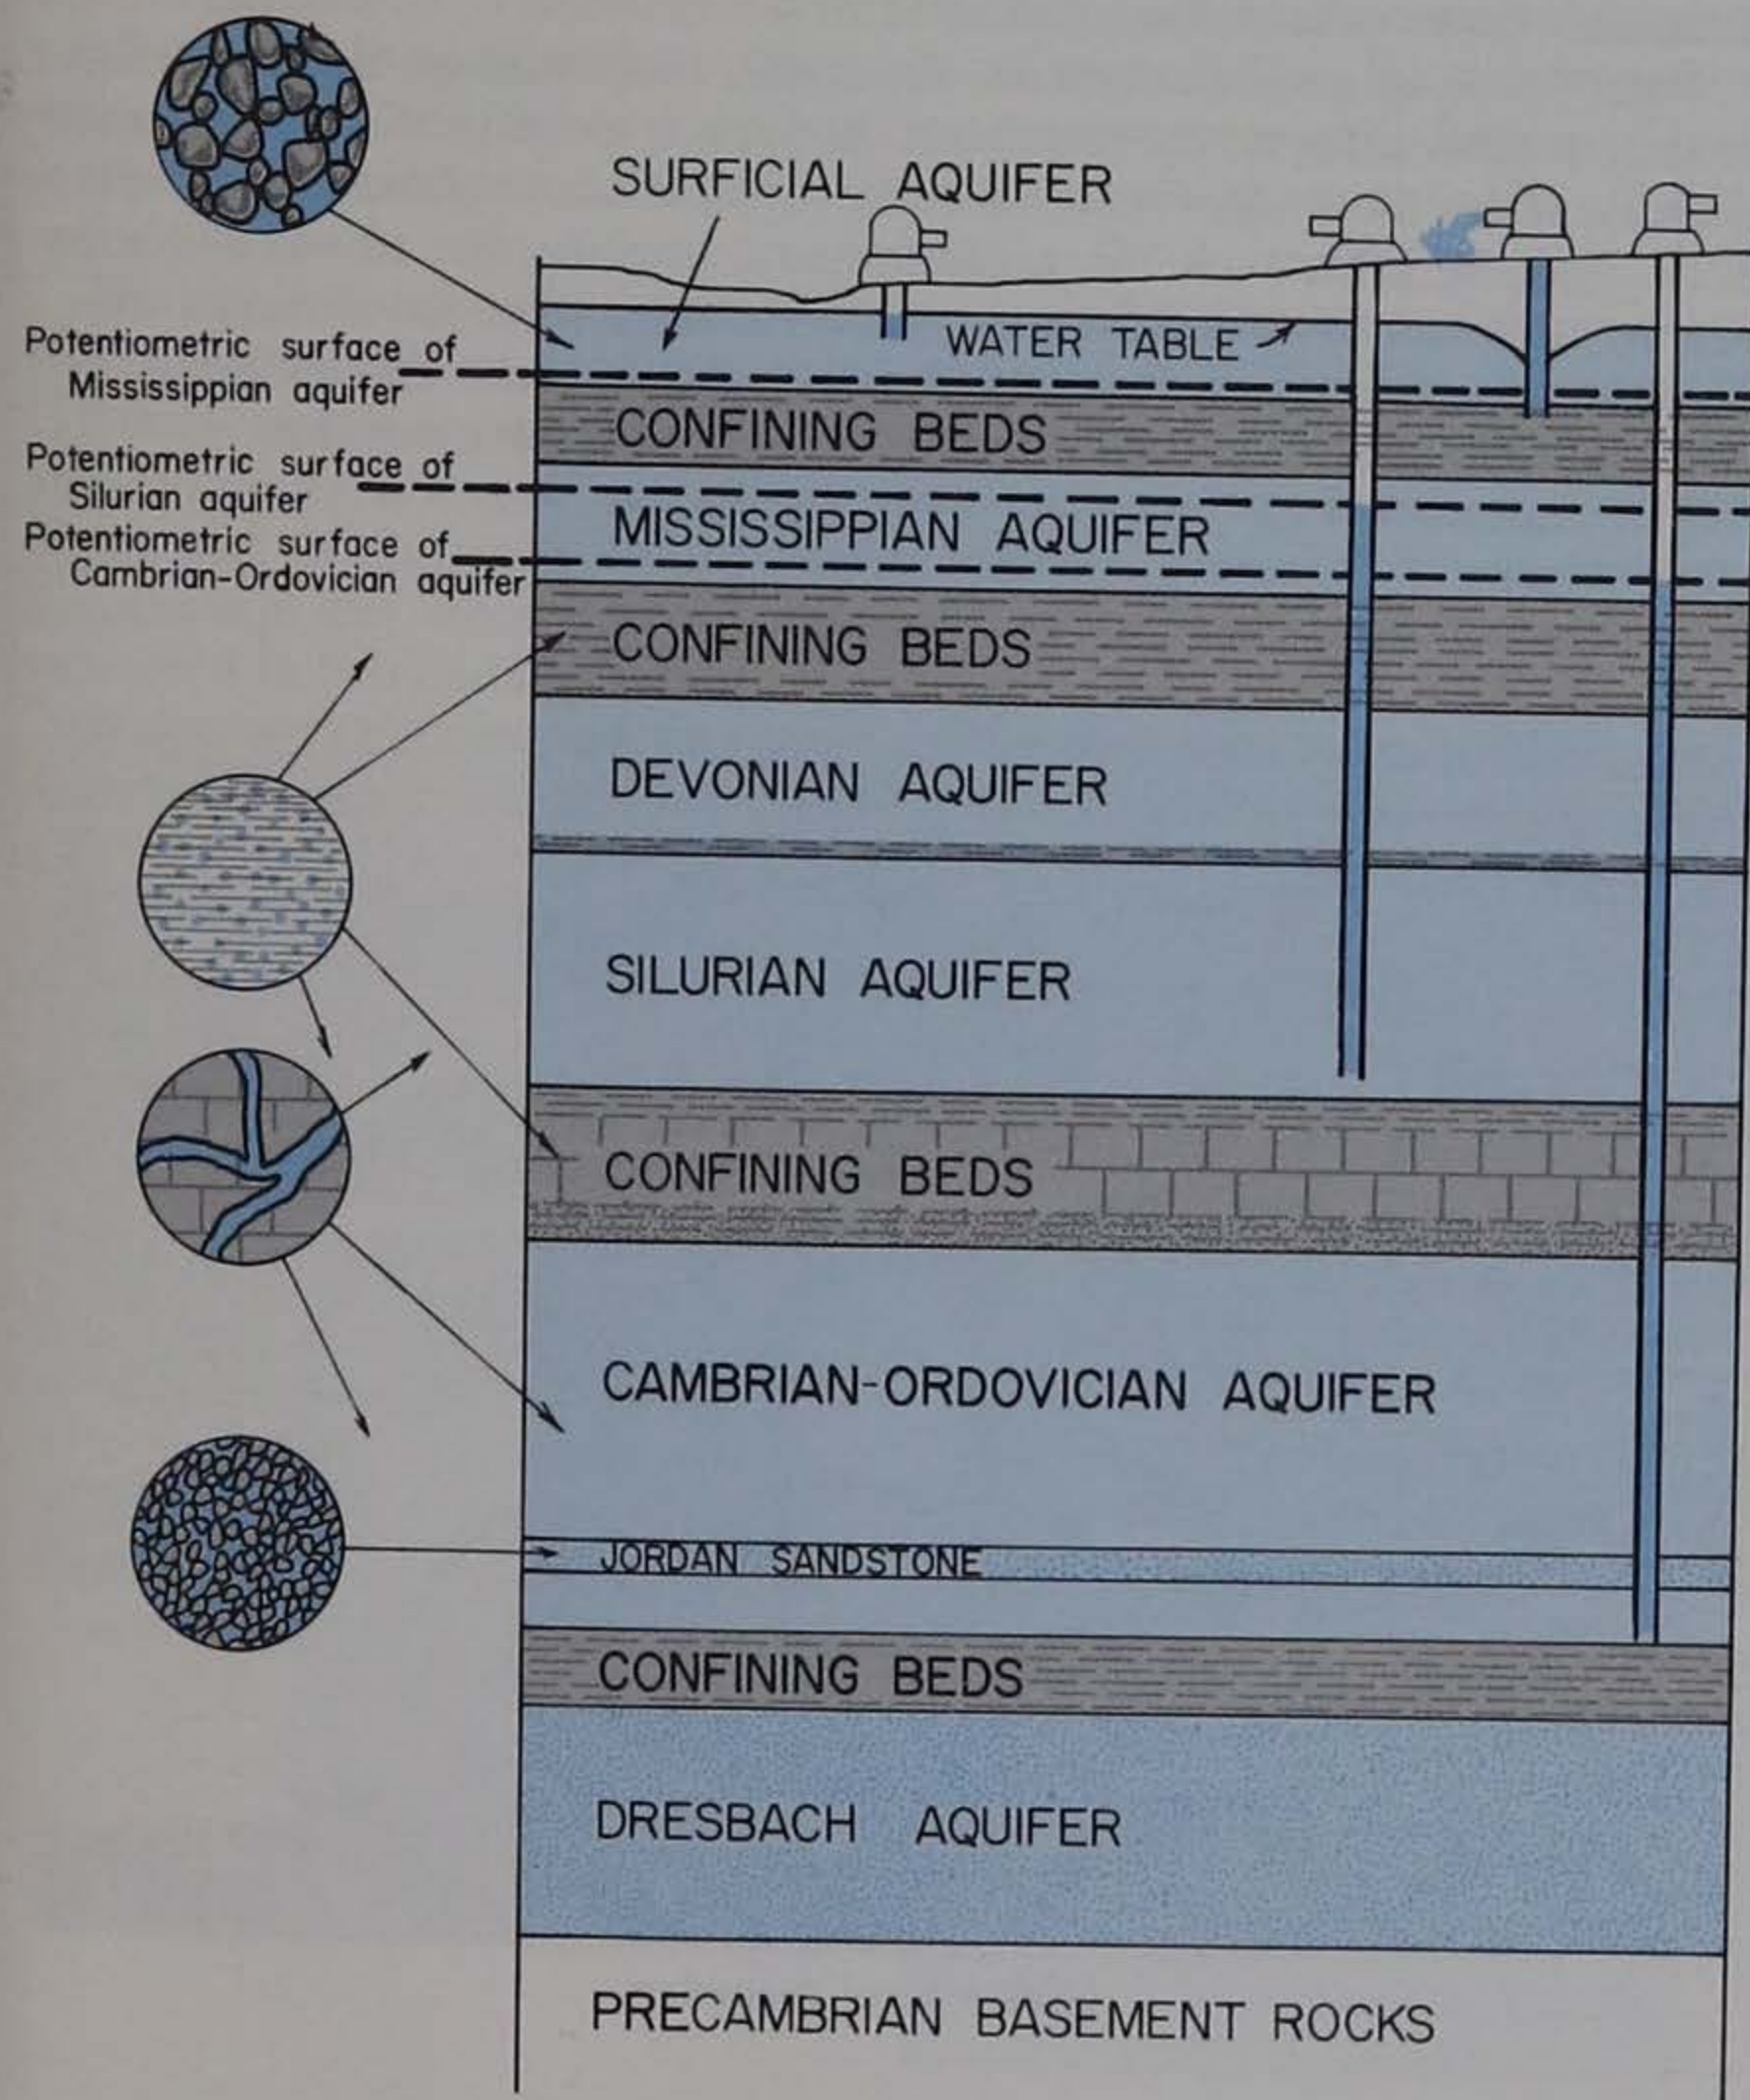 SURFICIAL AQUIFER
WATER TABLE
Potentiometric surface of
Mississippian aquifer
CONFINING BEDS
Potentiometric surface of
Silurian aquifer
MISSISSIPPIAN AQUIFER
Potentiometric surface of
Cambrian-Ordovician aquifer
CONFINING BEDS
DEVONIAN AQUIFER
SILURIAN AQUIFER
CONFINING BEDS
CAMBRIAN-ORDOVICIAN AQUIFER
JORDAN SANDSTONE
CONFINING BEDS
DRESBACH AQUIFER
PRECAMBRIAN BASEMENT ROCKS